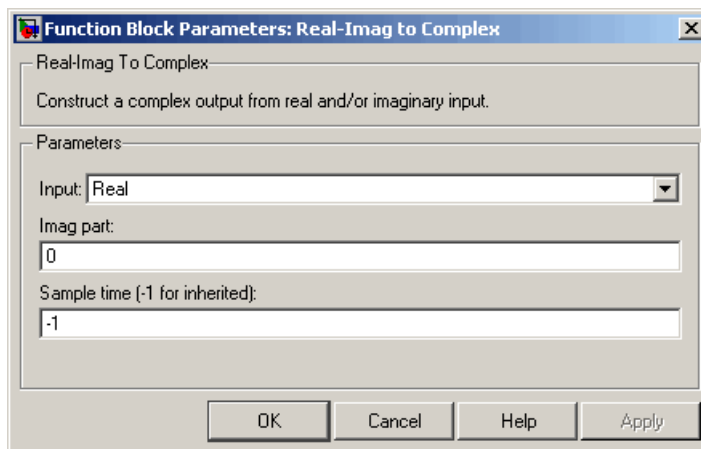 Function Block Parameters: Real-Imag to Complex
Real-Imag To Complex
Construct a complex output from real and/or imaginary input.
Parameters
Input: Real
Imag part:
0
Sample time (-1 for inherited):
-1
OK Cancel Help Apply